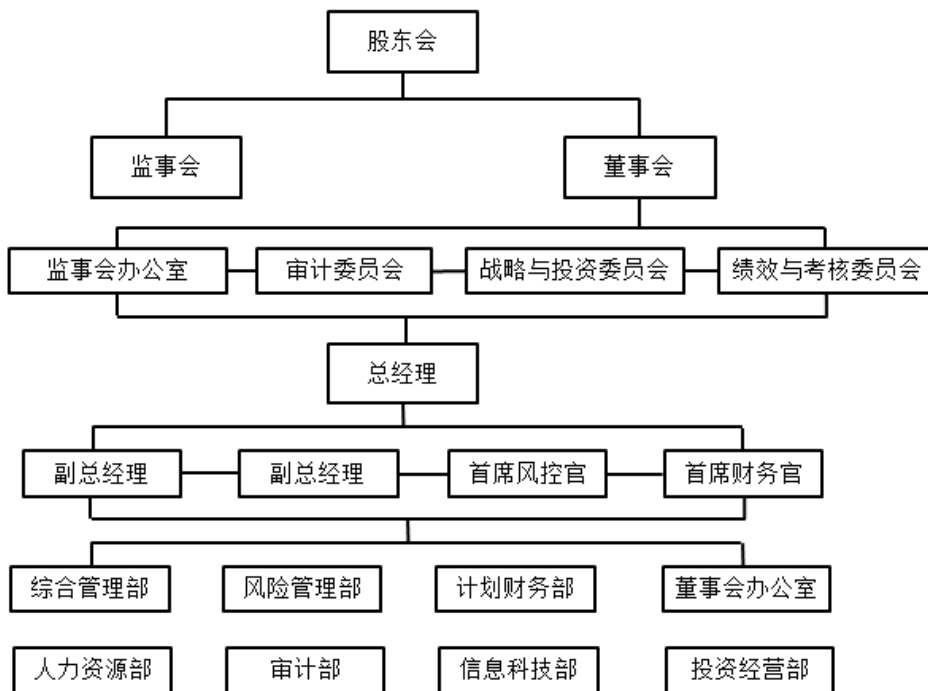 股东会
监事会
董事会
监事会办公室
审计委员会
战略与投资委员会
绩效与考核委员会
总经理
副总经理
副总经理
首席风控官
首席财务官
综合管理部
风险管理部
计划财务部
董事会办公室
人力资源部
审计部
信息科技部
投资经营部